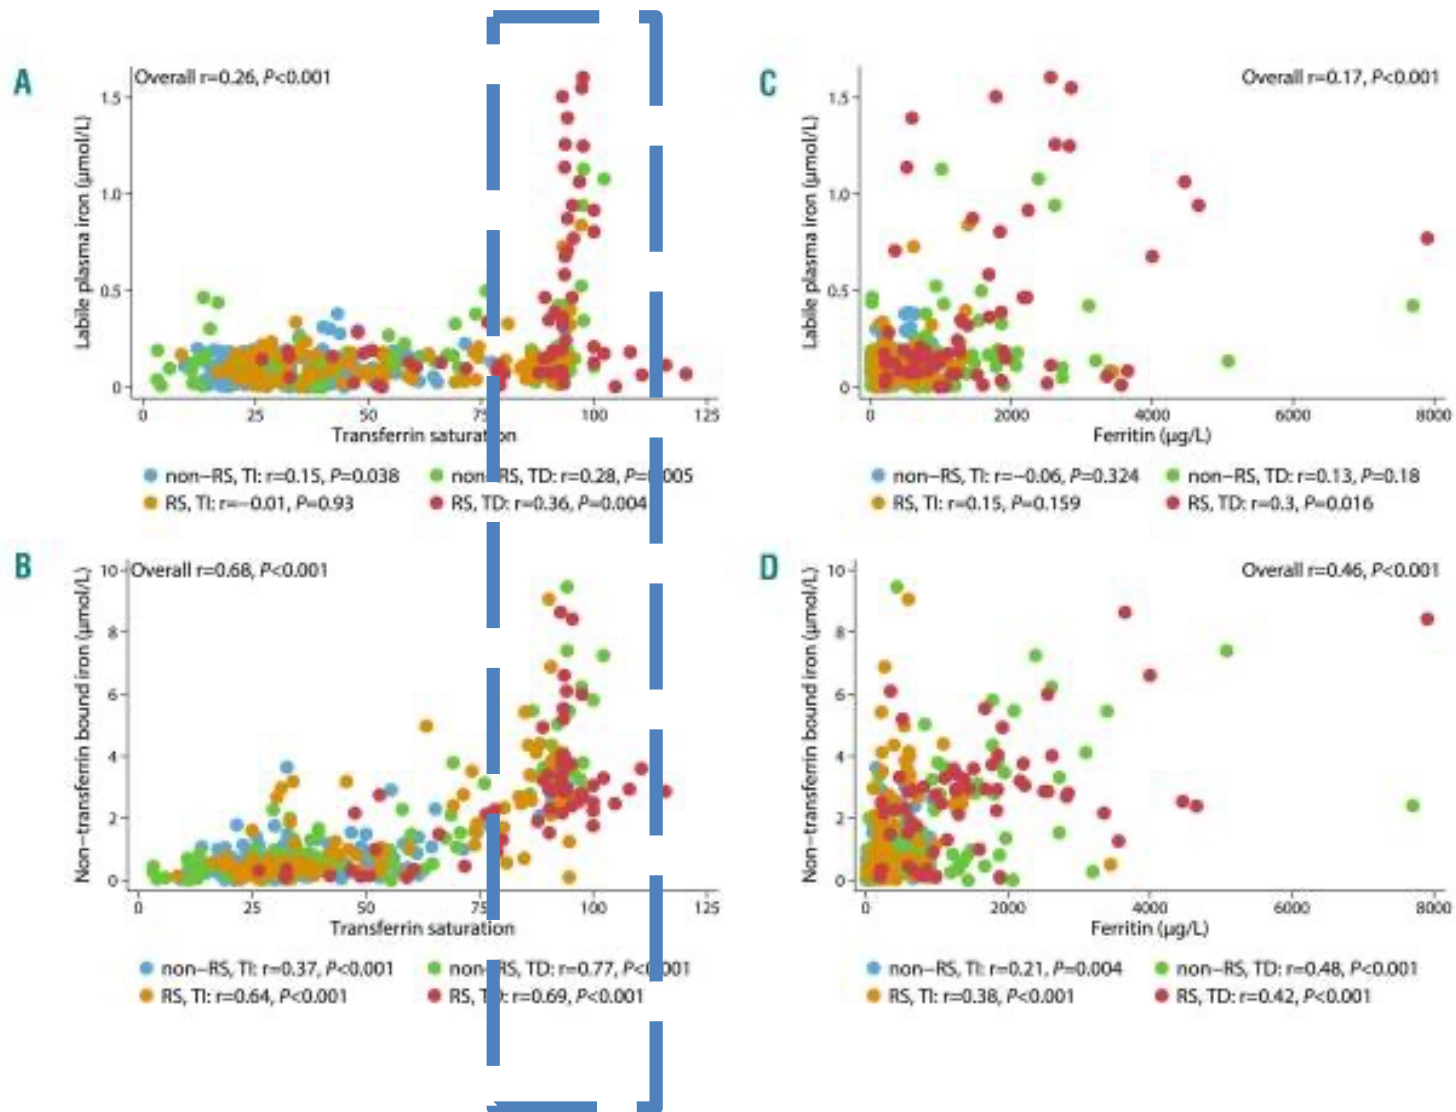 A
Overall r=0.26, P<0.001
Labile plasma iron (µmol/L)
1.5
1.0
0.5
0
0 25 50 75 100 125
Transferrin saturation
non−RS, TI: r=0.15, P=0.038 non−RS, TD: r=0.28, P=0.005
RS, TI: r=−0.01, P=0.93 RS, TD: r=0.36, P=0.004
C
Overall r=0.17, P<0.001
Labile plasma iron (µmol/L)
1.5
1.0
0.5
0
0 2000 4000 6000 8000
Ferritin (µg/L)
non−RS, TI: r=−0.06, P=0.324 non−RS, TD: r=0.13, P=0.18
RS, TI: r=0.15, P=0.159 RS, TD: r=0.3, P=0.016
B
Overall r=0.68, P<0.001
Non−transferrin bound iron (µmol/L)
10
8
6
4
2
0
0 25 50 75 100 125
Transferrin saturation
non−RS, TI: r=0.37, P<0.001 non−RS, TD: r=0.77, P<0.001
RS, TI: r=0.64, P<0.001 RS, TD: r=0.69, P<0.001
D
Overall r=0.46, P<0.001
Non−transferrin bound iron (µmol/L)
10
8
6
4
2
0
0 2000 4000 6000 8000
Ferritin (µg/L)
non−RS, TI: r=0.21, P=0.004 non−RS, TD: r=0.48, P<0.001
RS, TI: r=0.38, P<0.001 RS, TD: r=0.42, P<0.001